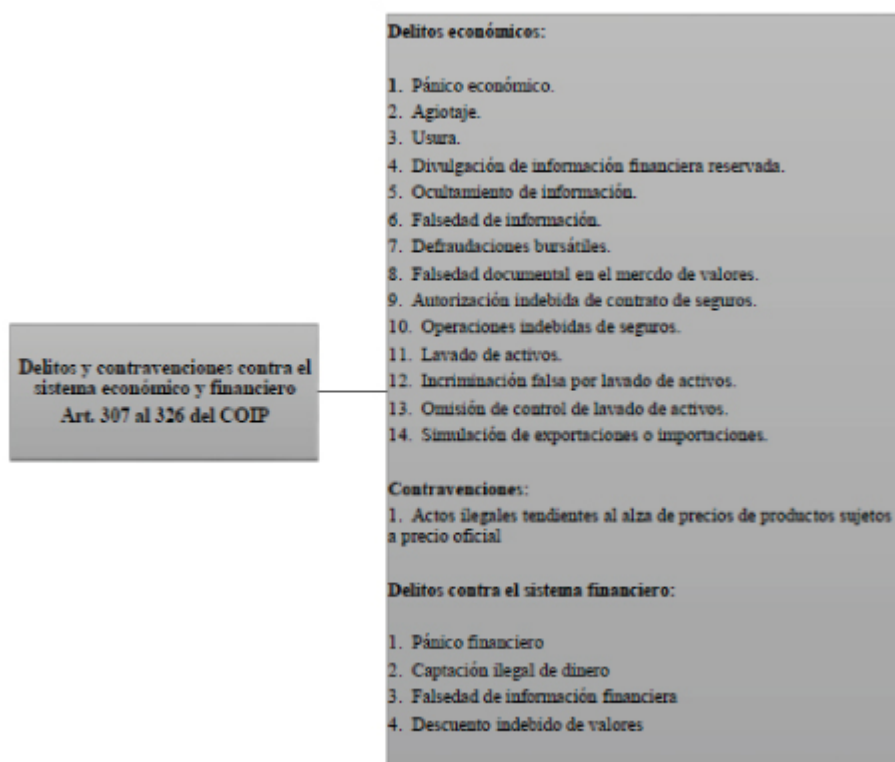 Delitos y contravenciones contra el
sistema económico y financiero
Art. 307 al 326 del COIP
Delitos económicos:
1. Pánico económico.
2. Agiotaje.
3. Usura.
4. Divulgación de información financiera reservada.
5. Ocultamiento de información.
6. Falsedad de información.
7. Defraudaciones bursátiles.
8. Falsedad documental en el mercdo de valores.
9. Autorización indebida de contrato de seguros.
10. Operaciones indebidas de seguros.
11. Lavado de activos.
12. Incriminación falsa por lavado de activos.
13. Omisión de control de lavado de activos.
14. Simulación de exportaciones o importaciones.
Contravenciones:
1. Actos ilegales tendientes al alza de precios de productos sujetos
a precio oficial
Delitos contra el sistema financiero:
1. Pánico financiero
2. Captación ilegal de dinero
3. Falsedad de información financiera
4. Descuento indebido de valores